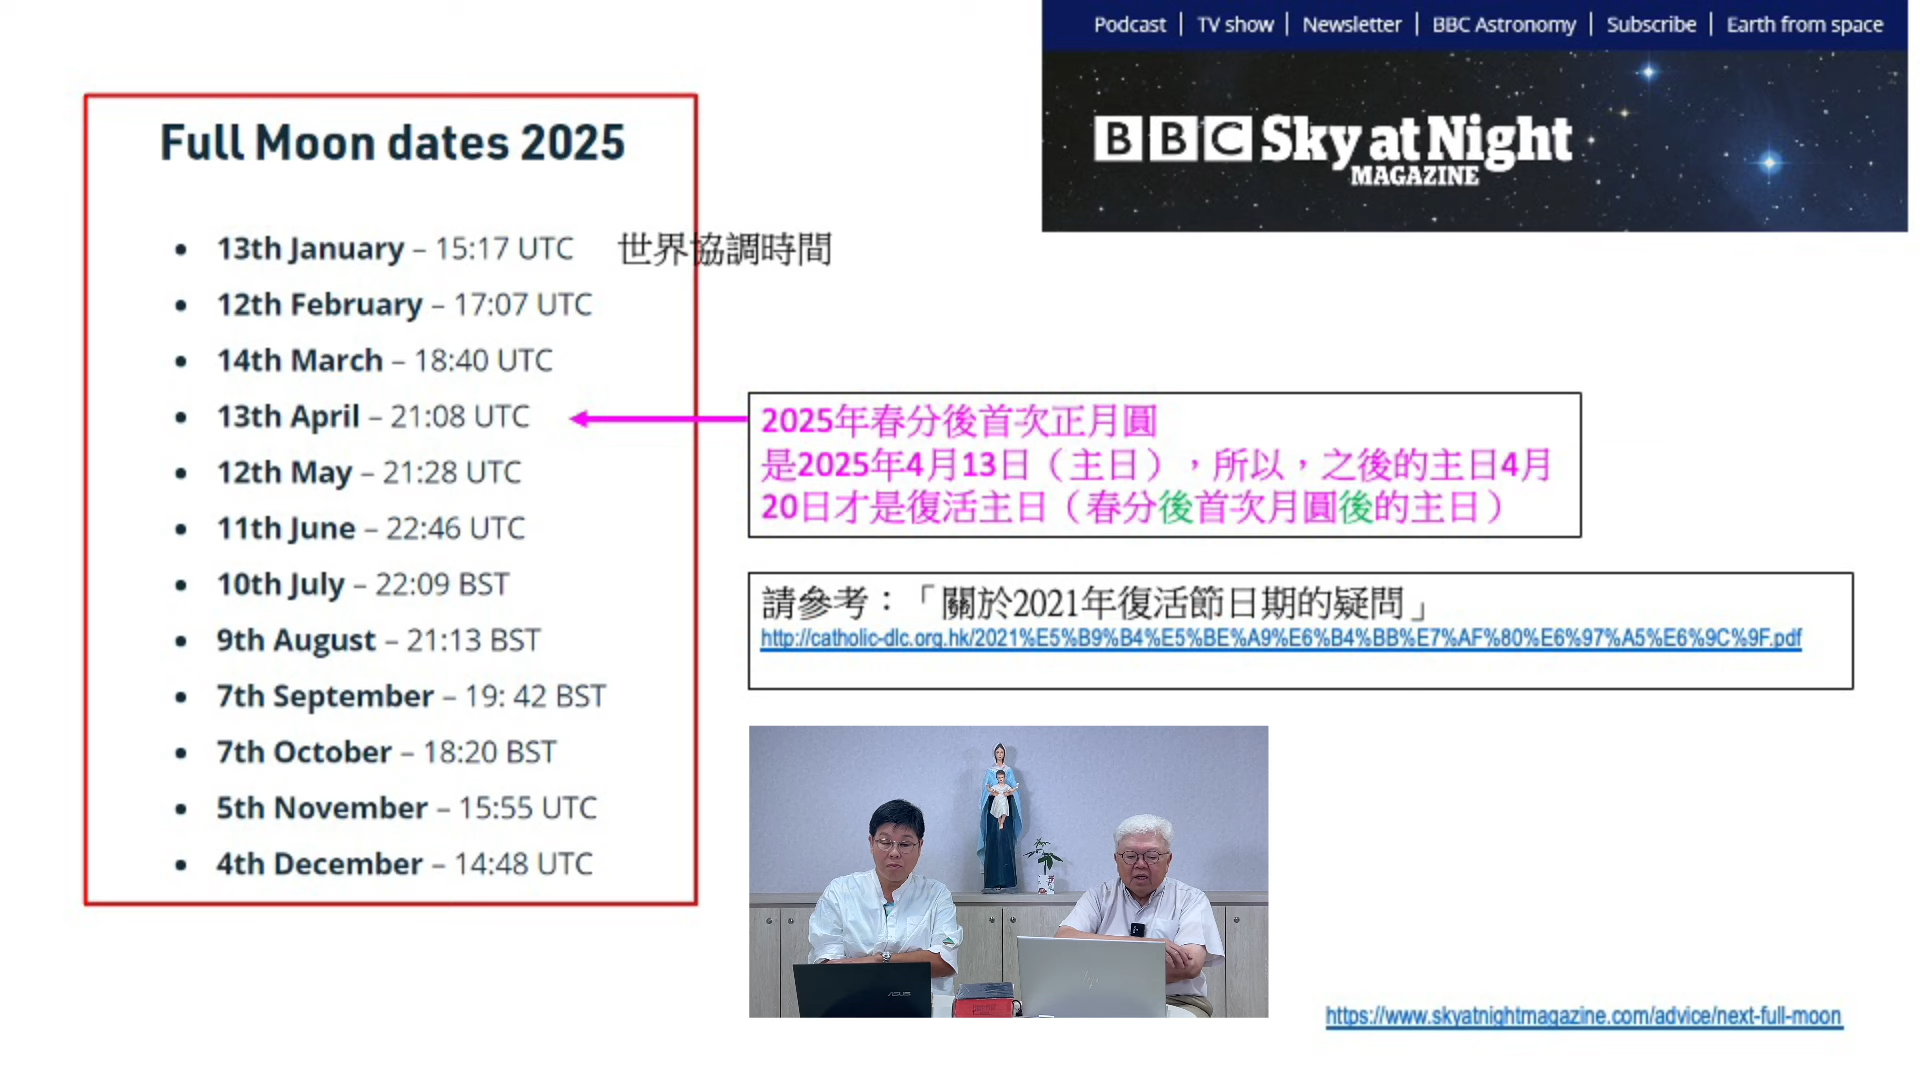 Podcast | TV show | Newsletter | BBC Astronomy | Subscribe | Earth from space
BBC Sky at Night
MAGAZINE
Full Moon dates 2025
• 13th January – 15:17 UTC 世界協調時間
• 12th February – 17:07 UTC
• 14th March – 18:40 UTC
• 13th April – 21:08 UTC
• 12th May – 21:28 UTC
• 11th June – 22:46 UTC
• 10th July – 22:09 BST
• 9th August – 21:13 BST
• 7th September – 19: 42 BST
• 7th October – 18:20 BST
• 5th November – 15:55 UTC
• 4th December – 14:48 UTC
2025年春分後首次正月圓
是2025年4月13日（主日），所以，之後的主日4月
20日才是復活主日（春分後首次月圓後的主日）
請參考：「關於2021年復活節日期的疑問」
http://catholic-dlc.org.hk/2021%E5%B9%B4%E5%BE%A9%E6%B4%BB%E7%AF%80%E6%97%A5%E6%9C%9F.pdf
ASUS
hp
https://www.skyatnightmagazine.com/advice/next-full-moon